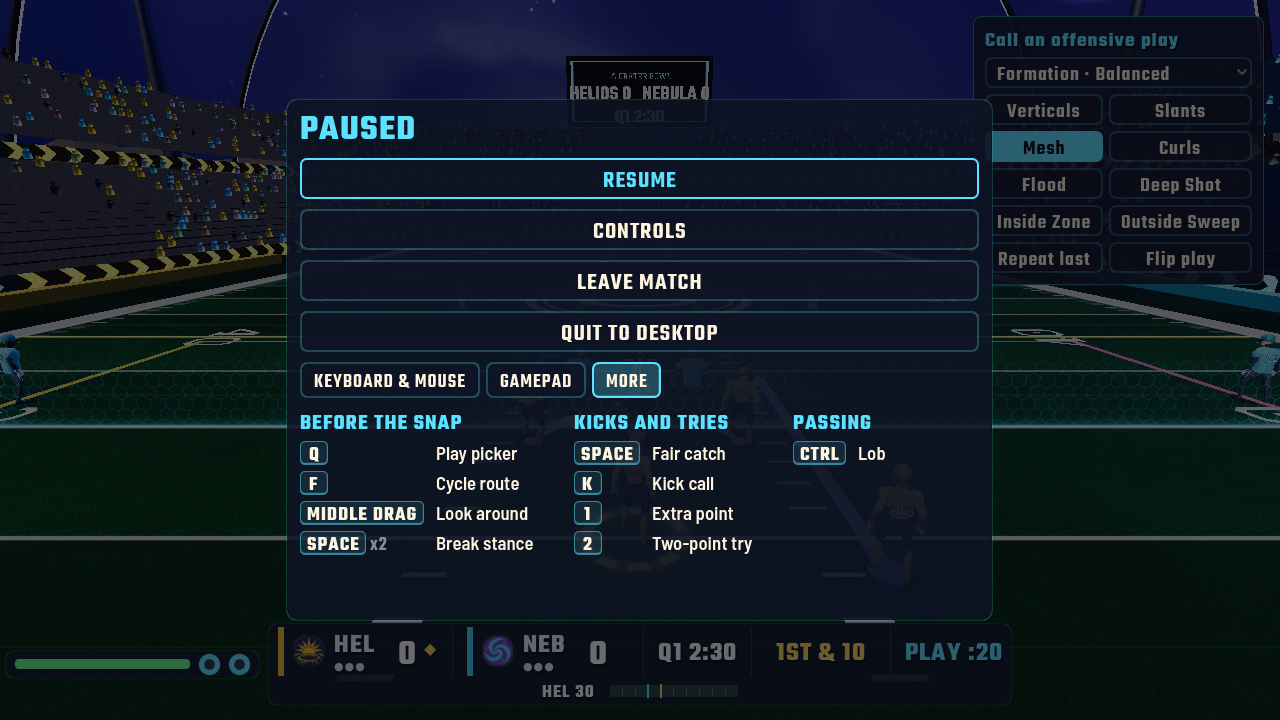 Call an offensive play
Formation · Balanced
Verticals
Slants
Mesh
Curls
Flood
Deep Shot
Inside Zone
Outside Sweep
Repeat last
Flip play
CRATER BOWL
HELIOS 0 NEBULA 0
Q1 2:30
PAUSED
RESUME
CONTROLS
LEAVE MATCH
QUIT TO DESKTOP
KEYBOARD & MOUSE
GAMEPAD
MORE
BEFORE THE SNAP
Q Play picker
F Cycle route
MIDDLE DRAG Look around
SPACE x2 Break stance
KICKS AND TRIES
SPACE Fair catch
K Kick call
1 Extra point
2 Two-point try
PASSING
CTRL Lob
HEL 0
NEB 0
Q1 2:30
1ST & 10
PLAY :20
HEL 30